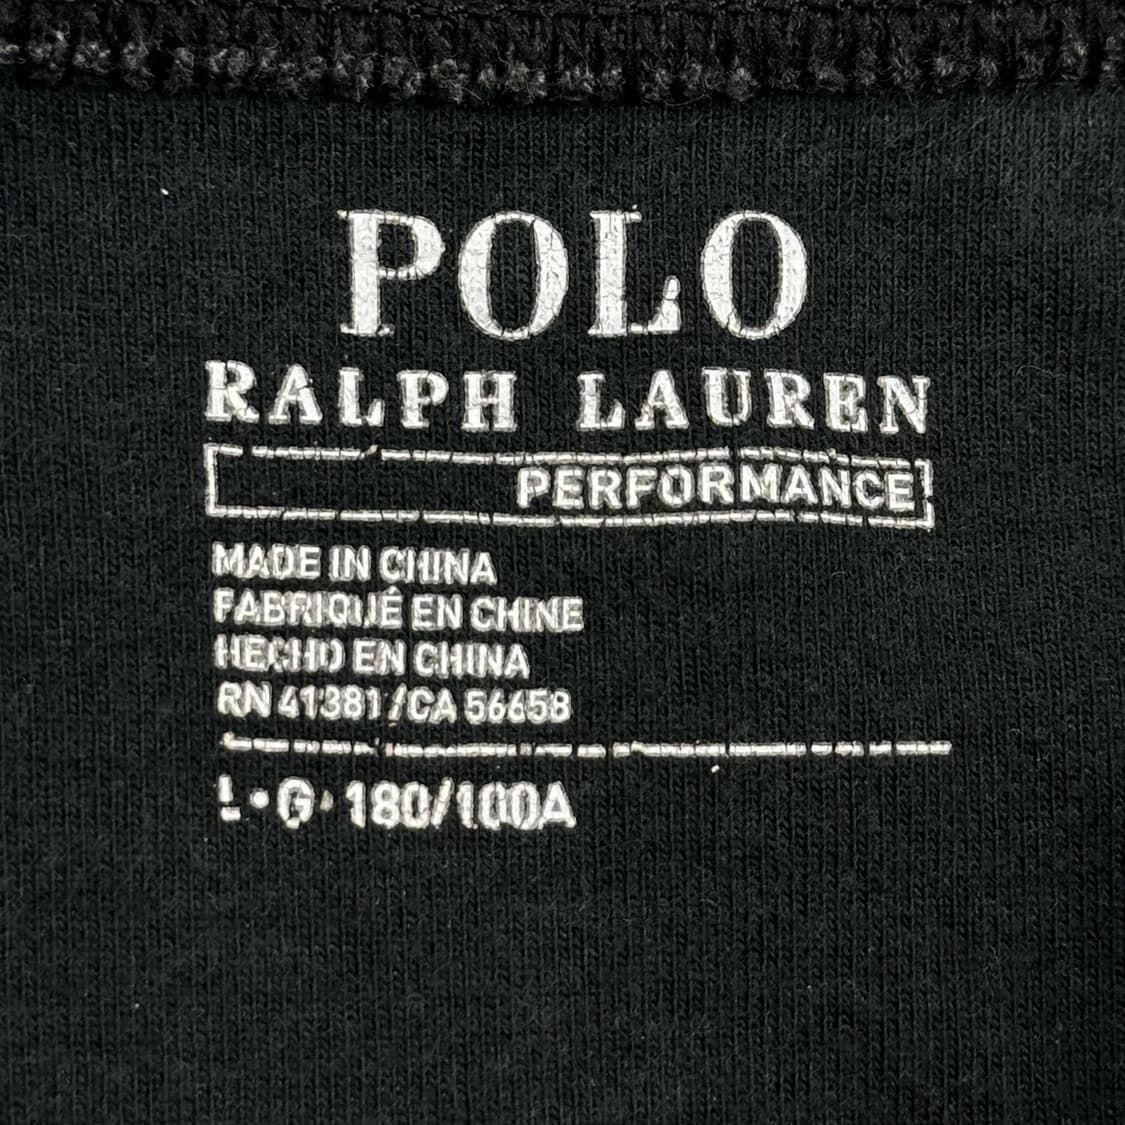 POLO
RALPH LAUREN
PERFORMANCE
MADE IN CHINA
FABRIQUÉ EN CHINE
HECHO EN CHINA
RN 41381/CA 56658
L•G•180/100A